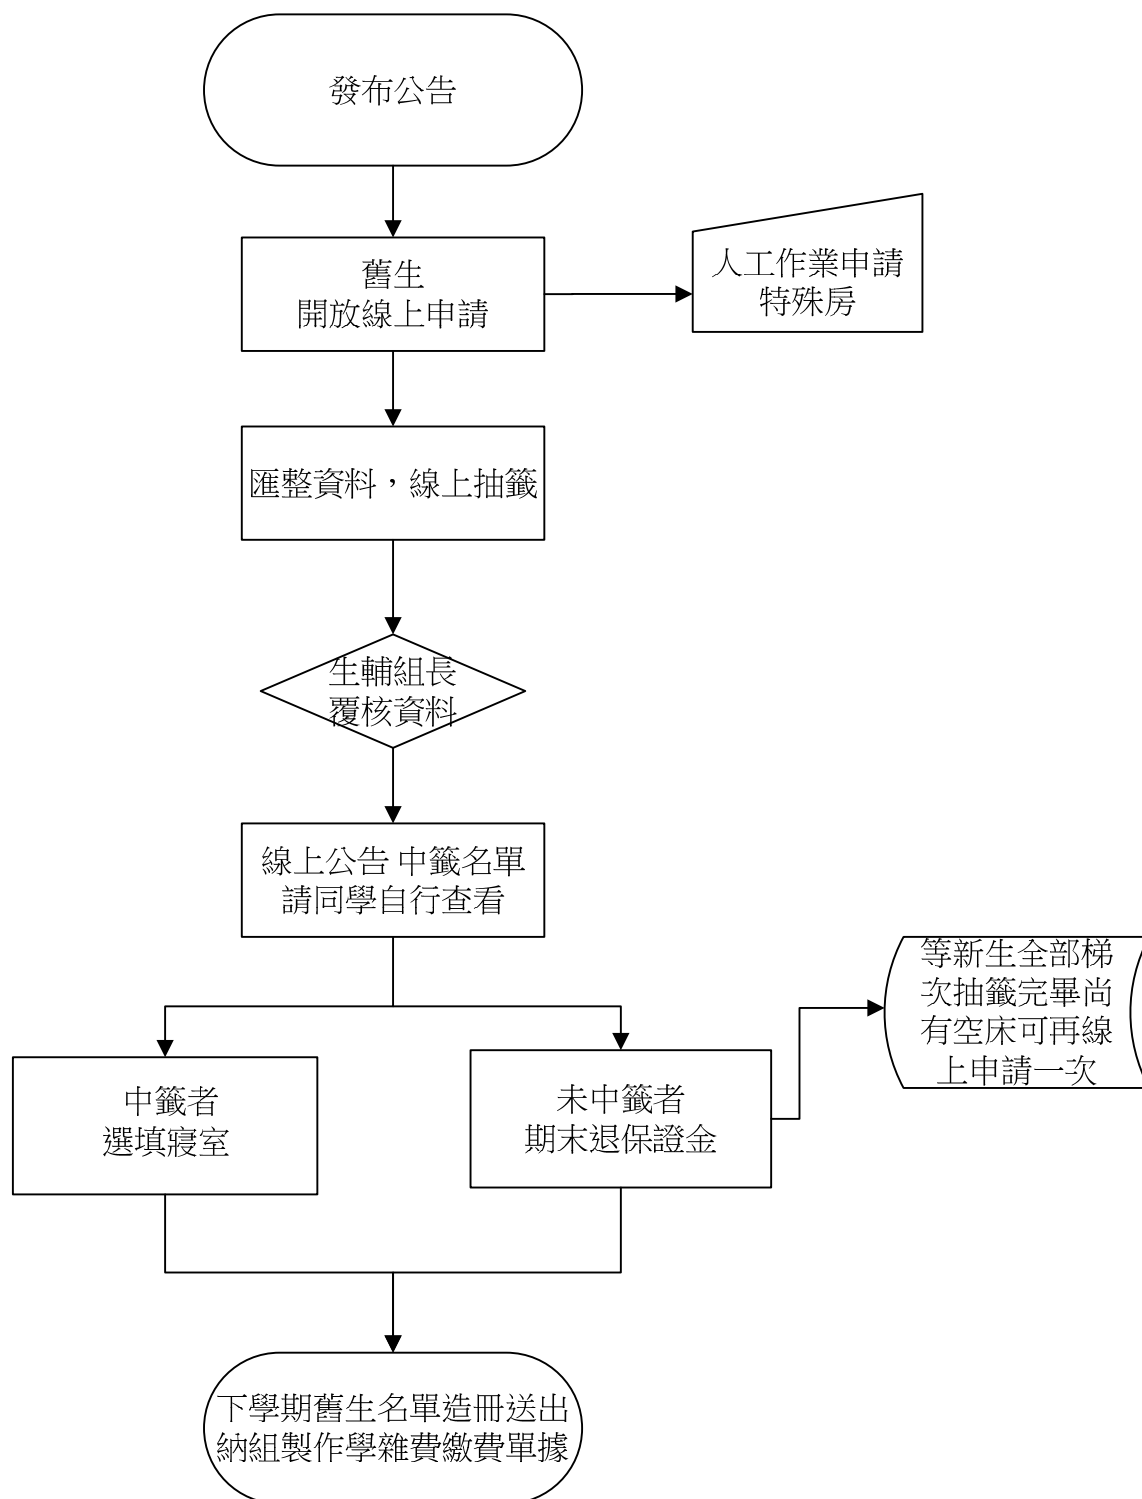 發布公告
舊生
開放線上申請
人工作業申請
特殊房
匯整資料，線上抽籤
生輔組長
覆核資料
線上公告 中籤名單
請同學自行查看
中籤者
選填寢室
未中籤者
期末退保證金
等新生全部梯
次抽籤完畢尚
有空床可再線
上申請一次
下學期舊生名單造冊送出
納組製作學雜費繳費單據